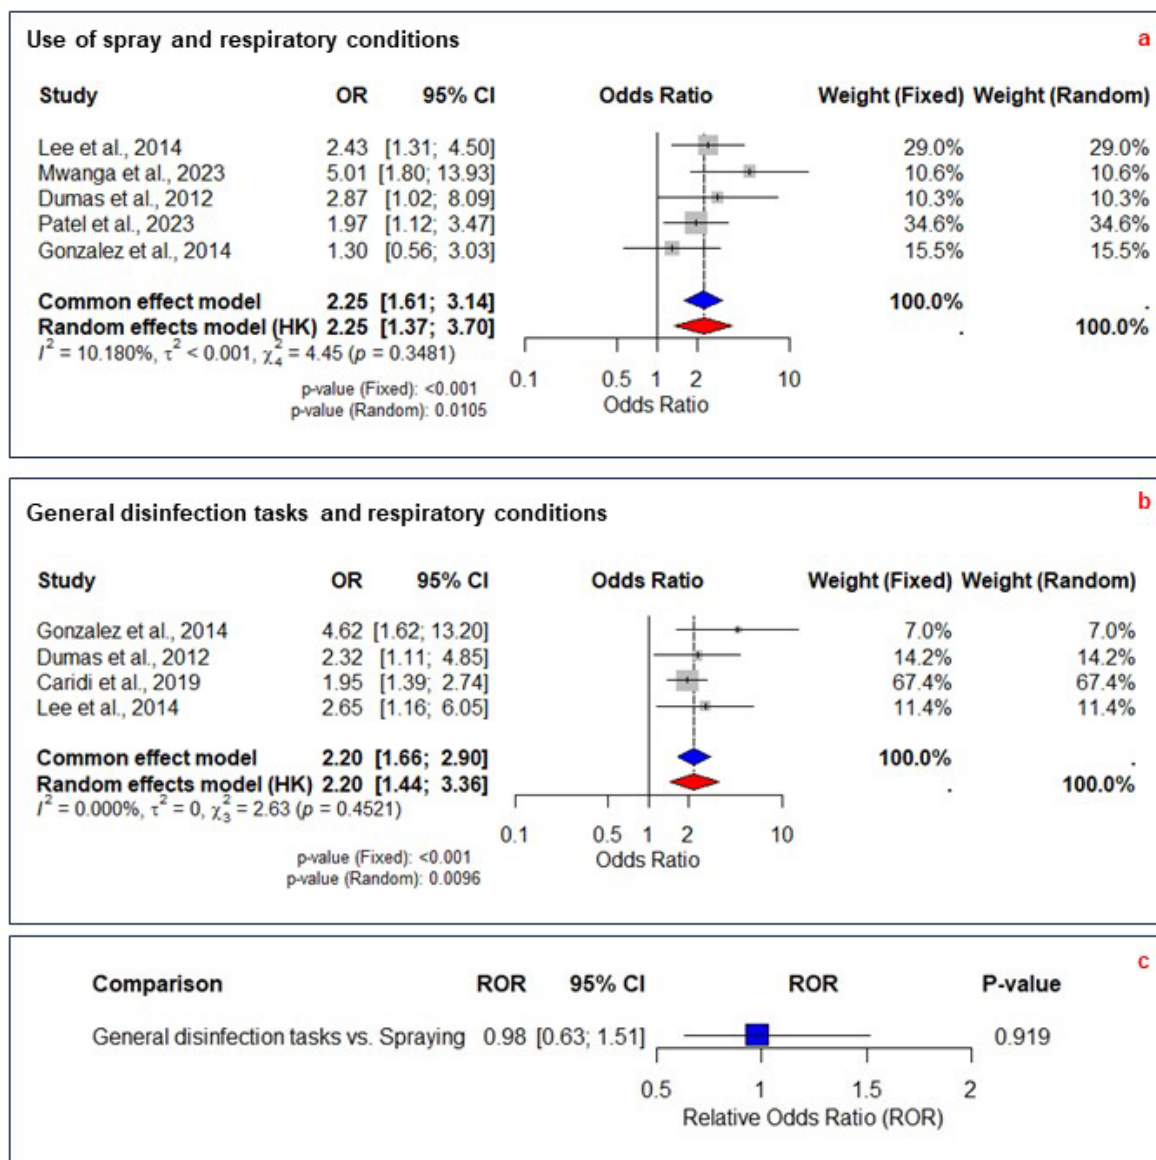 Use of spray and respiratory conditions a
Study OR 95% CI Odds Ratio Weight (Fixed) Weight (Random)
Lee et al., 2014 2.43 [1.31; 4.50] 29.0% 29.0%
Mwanga et al., 2023 5.01 [1.80; 13.93] 10.6% 10.6%
Dumas et al., 2012 2.87 [1.02; 8.09] 10.3% 10.3%
Patel et al., 2023 1.97 [1.12; 3.47] 34.6% 34.6%
Gonzalez et al., 2014 1.30 [0.56; 3.03] 15.5% 15.5%
Common effect model 2.25 [1.61; 3.14] 100.0% .
Random effects model (HK) 2.25 [1.37; 3.70] . 100.0%
I² = 10.180%, τ² < 0.001, χ²₄ = 4.45 (p = 0.3481)
p-value (Fixed): <0.001
p-value (Random): 0.0105
0.1 0.5 1 2 10
Odds Ratio
General disinfection tasks and respiratory conditions b
Study OR 95% CI Odds Ratio Weight (Fixed) Weight (Random)
Gonzalez et al., 2014 4.62 [1.62; 13.20] 7.0% 7.0%
Dumas et al., 2012 2.32 [1.11; 4.85] 14.2% 14.2%
Caridi et al., 2019 1.95 [1.39; 2.74] 67.4% 67.4%
Lee et al., 2014 2.65 [1.16; 6.05] 11.4% 11.4%
Common effect model 2.20 [1.66; 2.90] 100.0% .
Random effects model (HK) 2.20 [1.44; 3.36] . 100.0%
I² = 0.000%, τ² = 0, χ²₃ = 2.63 (p = 0.4521)
p-value (Fixed): <0.001
p-value (Random): 0.0096
0.1 0.5 1 2 10
Odds Ratio
c
Comparison ROR 95% CI ROR P-value
General disinfection tasks vs. Spraying 0.98 [0.63; 1.51] 0.919
0.5 1 1.5 2
Relative Odds Ratio (ROR)